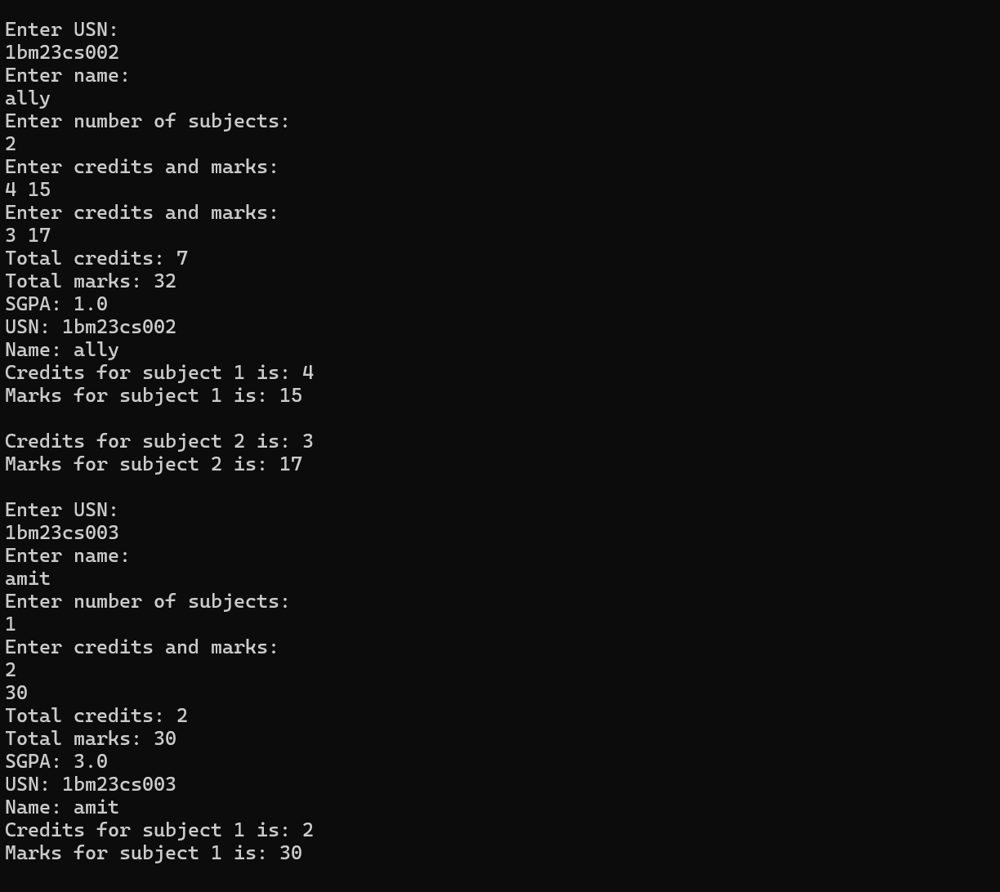 Enter USN:
1bm23cs002
Enter name:
ally
Enter number of subjects:
2
Enter credits and marks:
4 15
Enter credits and marks:
3 17
Total credits: 7
Total marks: 32
SGPA: 1.0
USN: 1bm23cs002
Name: ally
Credits for subject 1 is: 4
Marks for subject 1 is: 15

Credits for subject 2 is: 3
Marks for subject 2 is: 17

Enter USN:
1bm23cs003
Enter name:
amit
Enter number of subjects:
1
Enter credits and marks:
2
30
Total credits: 2
Total marks: 30
SGPA: 3.0
USN: 1bm23cs003
Name: amit
Credits for subject 1 is: 2
Marks for subject 1 is: 30